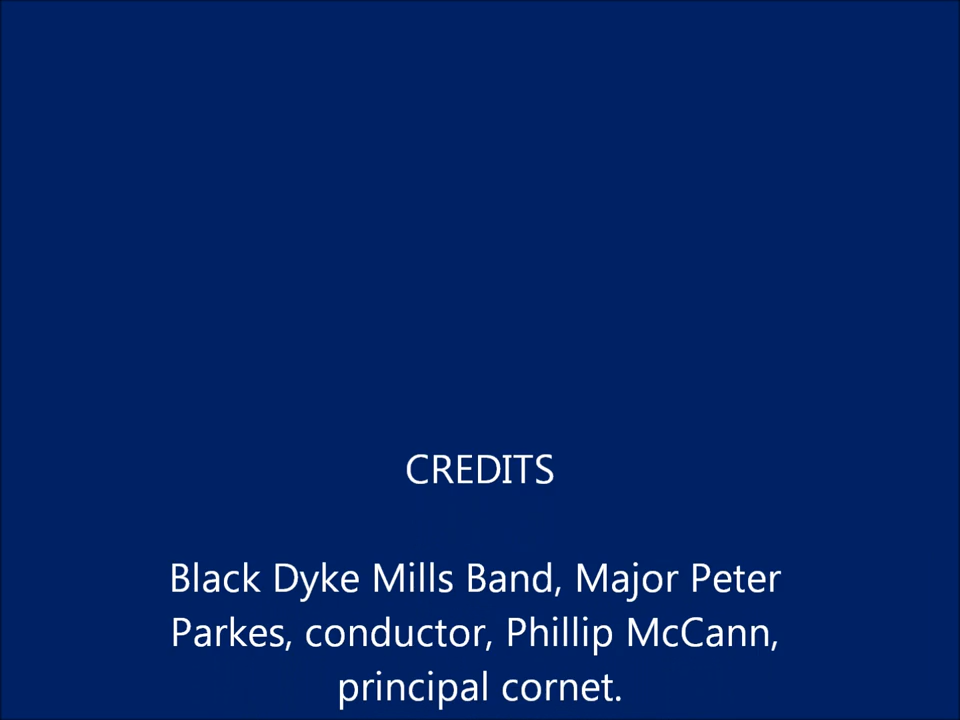 CREDITS
Black Dyke Mills Band, Major Peter
Parkes, conductor, Phillip McCann,
principal cornet.